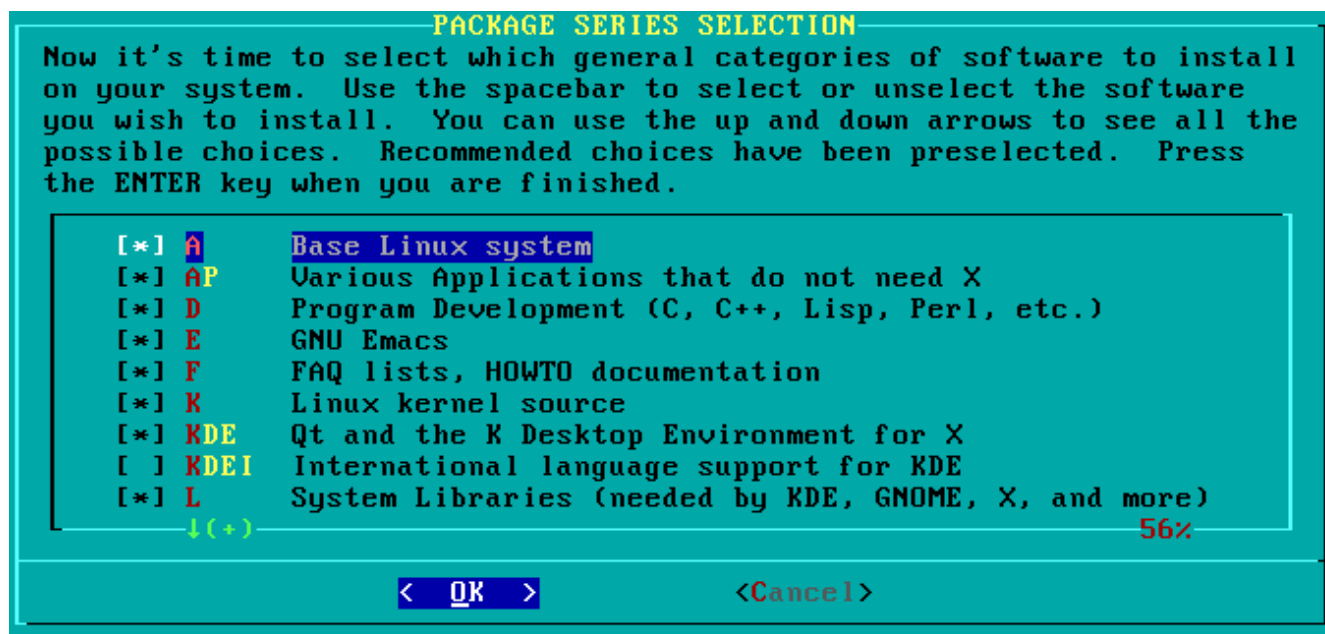 PACKAGE SERIES SELECTION
Now it's time to select which general categories of software to install
on your system.  Use the spacebar to select or unselect the software
you wish to install.  You can use the up and down arrows to see all the
possible choices.  Recommended choices have been preselected.  Press
the ENTER key when you are finished.
[*] A     Base Linux system
[*] AP    Various Applications that do not need X
[*] D     Program Development (C, C++, Lisp, Perl, etc.)
[*] E     GNU Emacs
[*] F     FAQ lists, HOWTO documentation
[*] K     Linux kernel source
[*] KDE   Qt and the K Desktop Environment for X
[ ] KDEI  International language support for KDE
[*] L     System Libraries (needed by KDE, GNOME, X, and more)
↓(+) 56%
<  OK  > <Cancel>